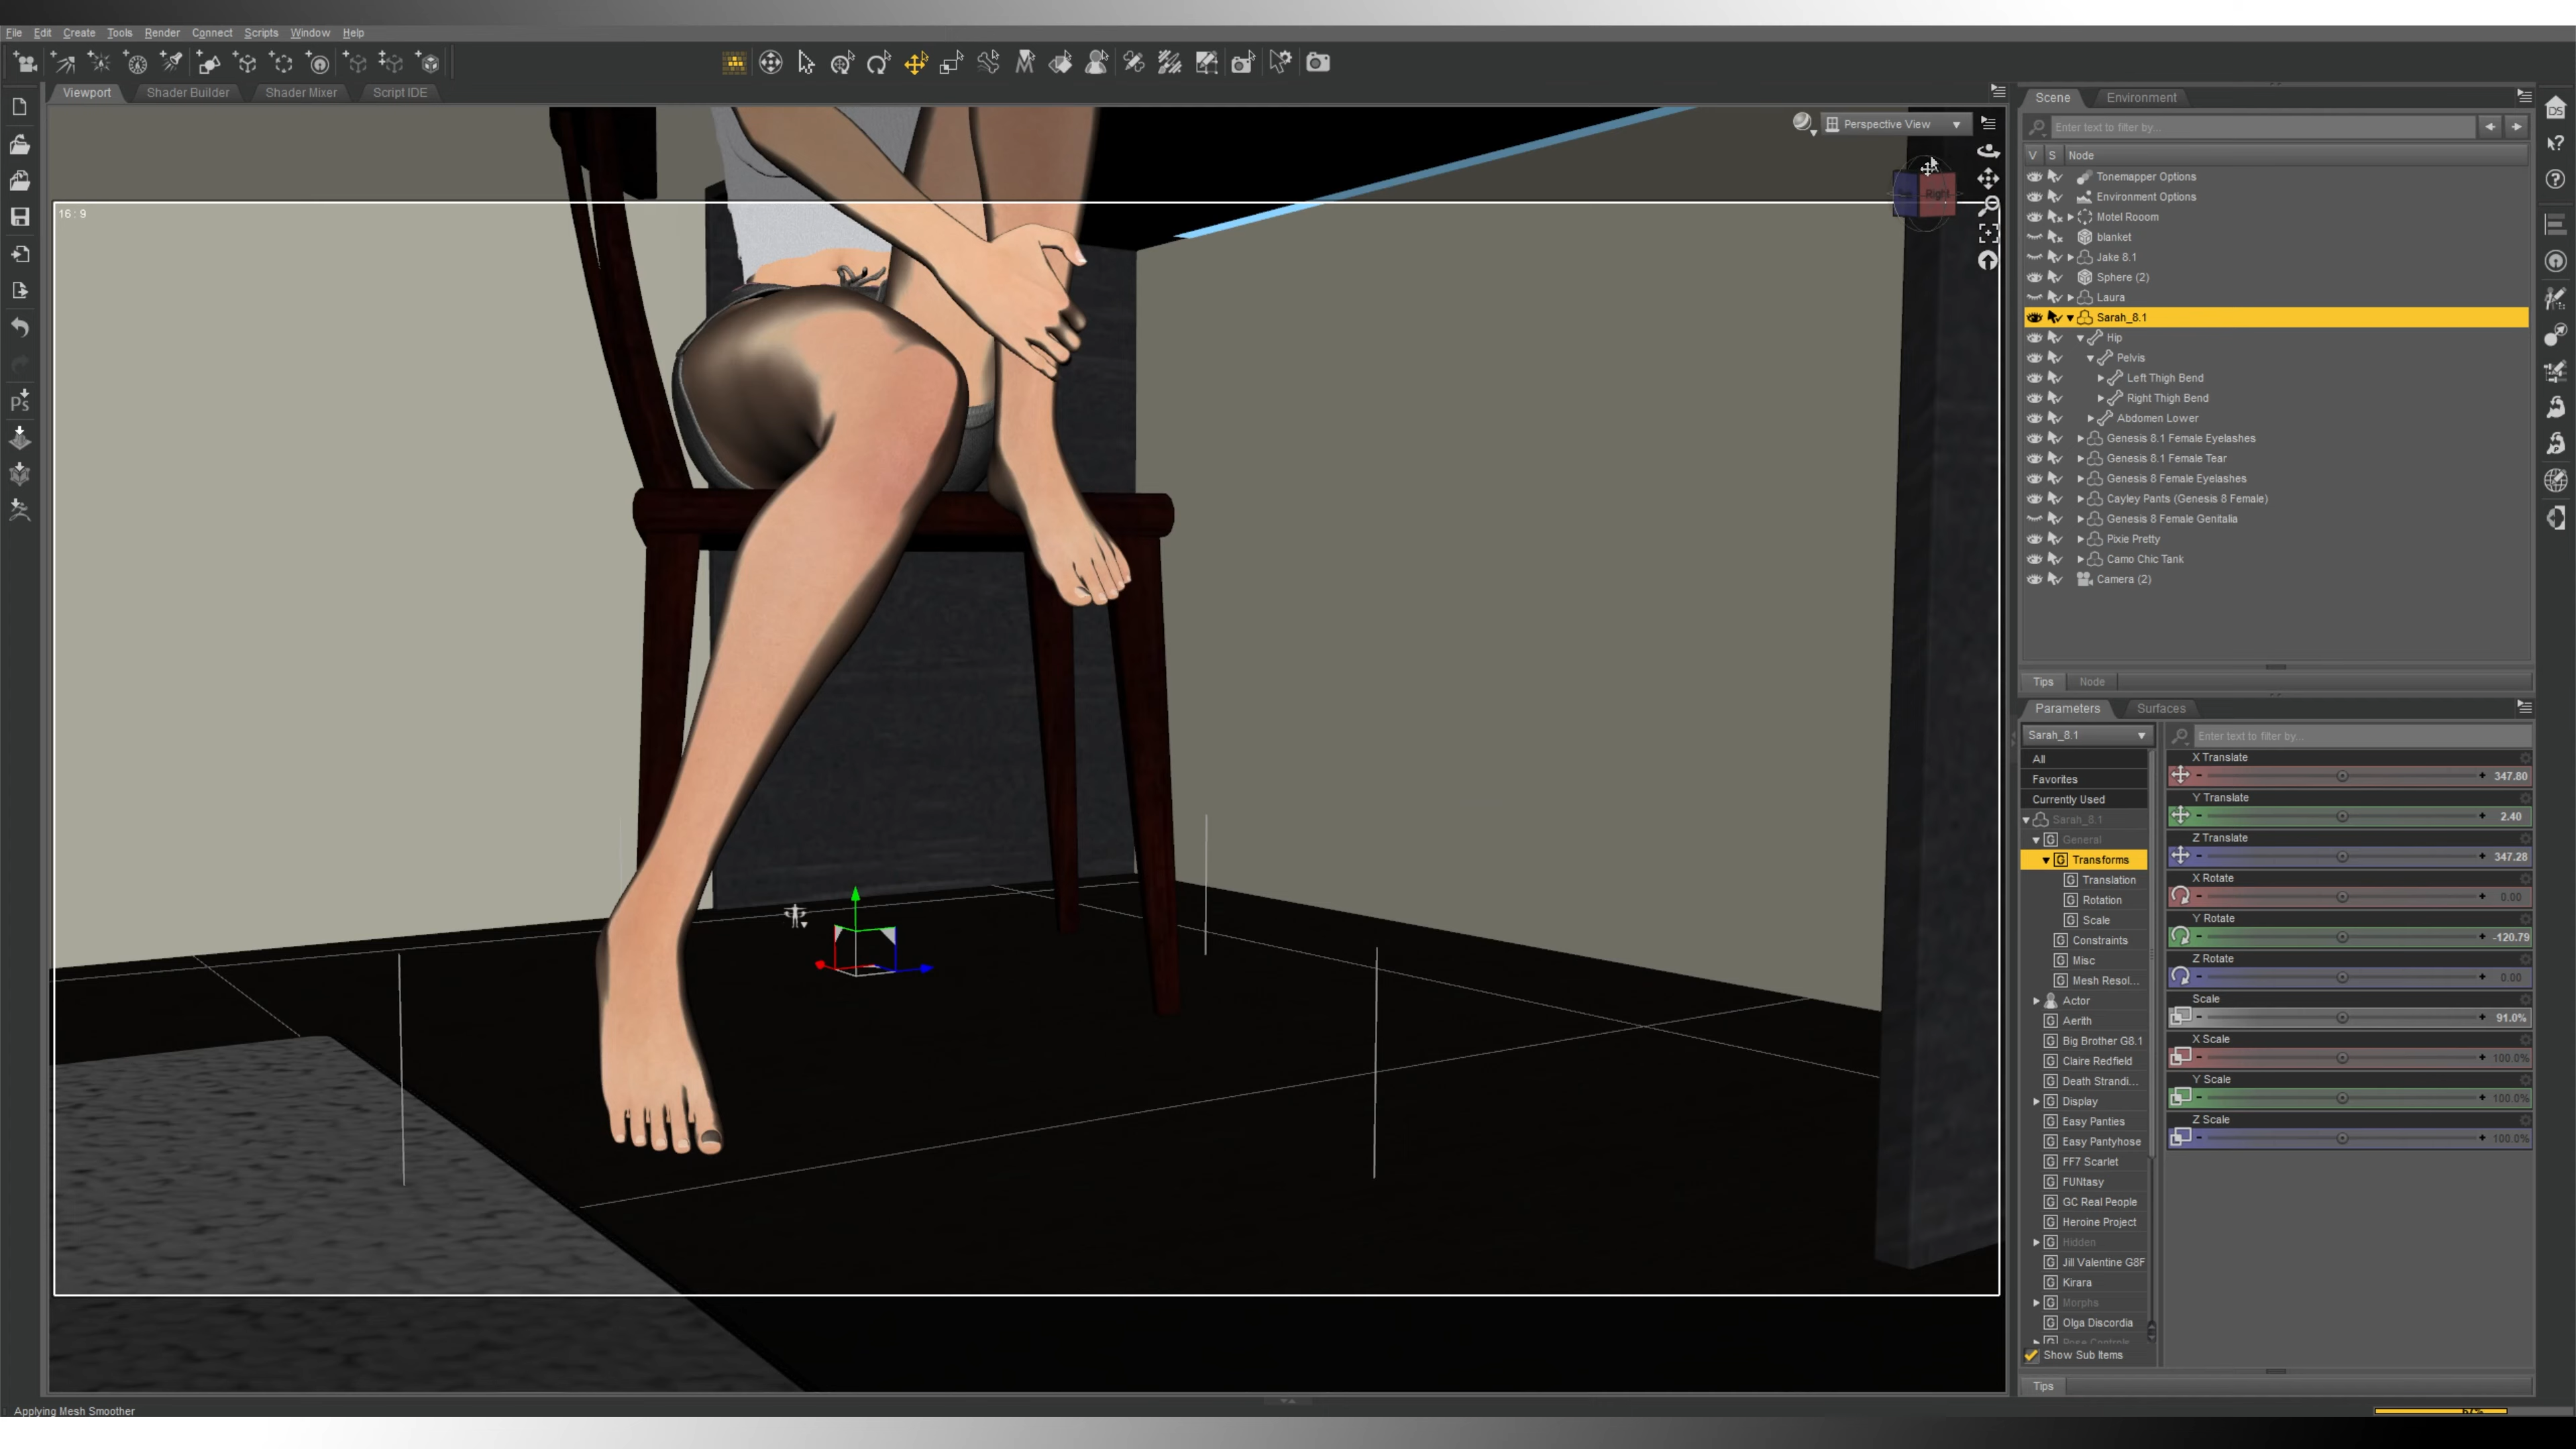 File Edit Create Tools Render Connect Scripts Window Help
Viewport Shader Builder Shader Mixer Script IDE
Perspective View
16 : 9
Right
Scene Environment
Enter text to filter by...
V S Node
Tonemapper Options
Environment Options
Motel Rooom
blanket
Jake 8.1
Sphere (2)
Laura
Sarah_8.1
Hip
Pelvis
Left Thigh Bend
Right Thigh Bend
Abdomen Lower
Genesis 8.1 Female Eyelashes
Genesis 8.1 Female Tear
Genesis 8 Female Eyelashes
Cayley Pants (Genesis 8 Female)
Genesis 8 Female Genitalia
Pixie Pretty
Camo Chic Tank
Camera (2)
Tips Node
Parameters Surfaces
Sarah_8.1
All
Favorites
Currently Used
Sarah_8.1
General
Transforms
Translation
Rotation
Scale
Constraints
Misc
Mesh Resol...
Actor
Aerith
Big Brother G8.1
Claire Redfield
Death Strandi...
Display
Easy Panties
Easy Pantyhose
FF7 Scarlet
FUNtasy
GC Real People
Heroine Project
Hidden
Jill Valentine G8F
Kirara
Morphs
Olga Discordia
Pose Controls
Show Sub Items
Enter text to filter by...
X Translate
347.80
Y Translate
2.40
Z Translate
347.28
X Rotate
0.00
Y Rotate
-120.79
Z Rotate
0.00
Scale
91.0%
X Scale
100.0%
Y Scale
100.0%
Z Scale
100.0%
Tips
Ps
DS
Applying Mesh Smoother